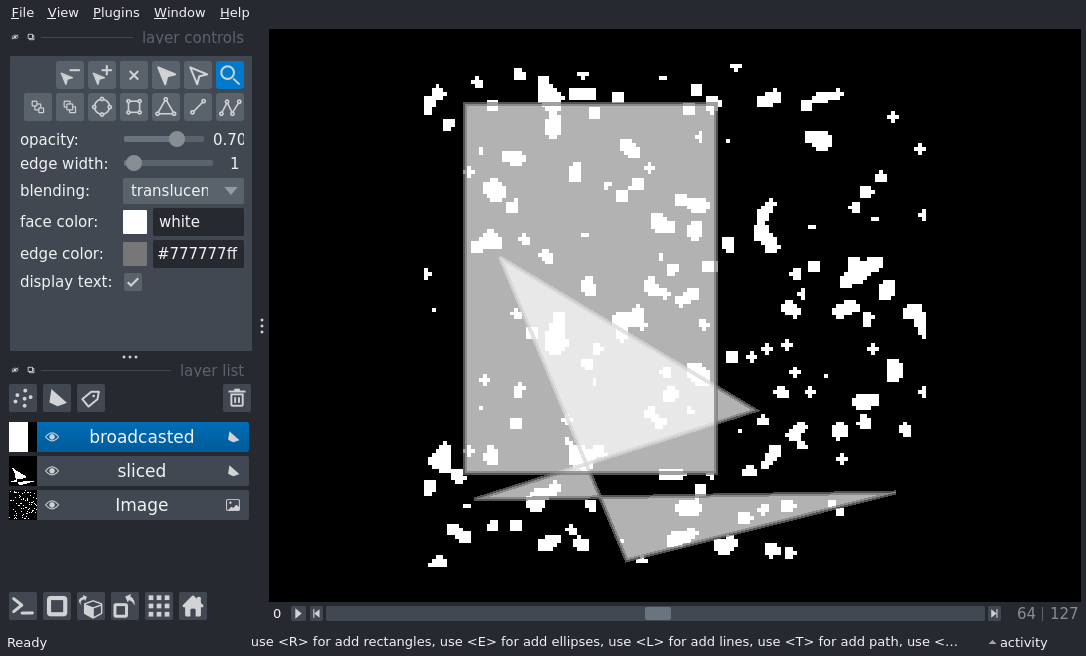 File View Plugins Window Help
layer controls
opacity: 0.70
edge width: 1
blending: translucen
face color: white
edge color: #777777ff
display text:
layer list
broadcasted
sliced
Image
0 64 | 127
Ready use <R> for add rectangles, use <E> for add ellipses, use <L> for add lines, use <T> for add path, use <... activity